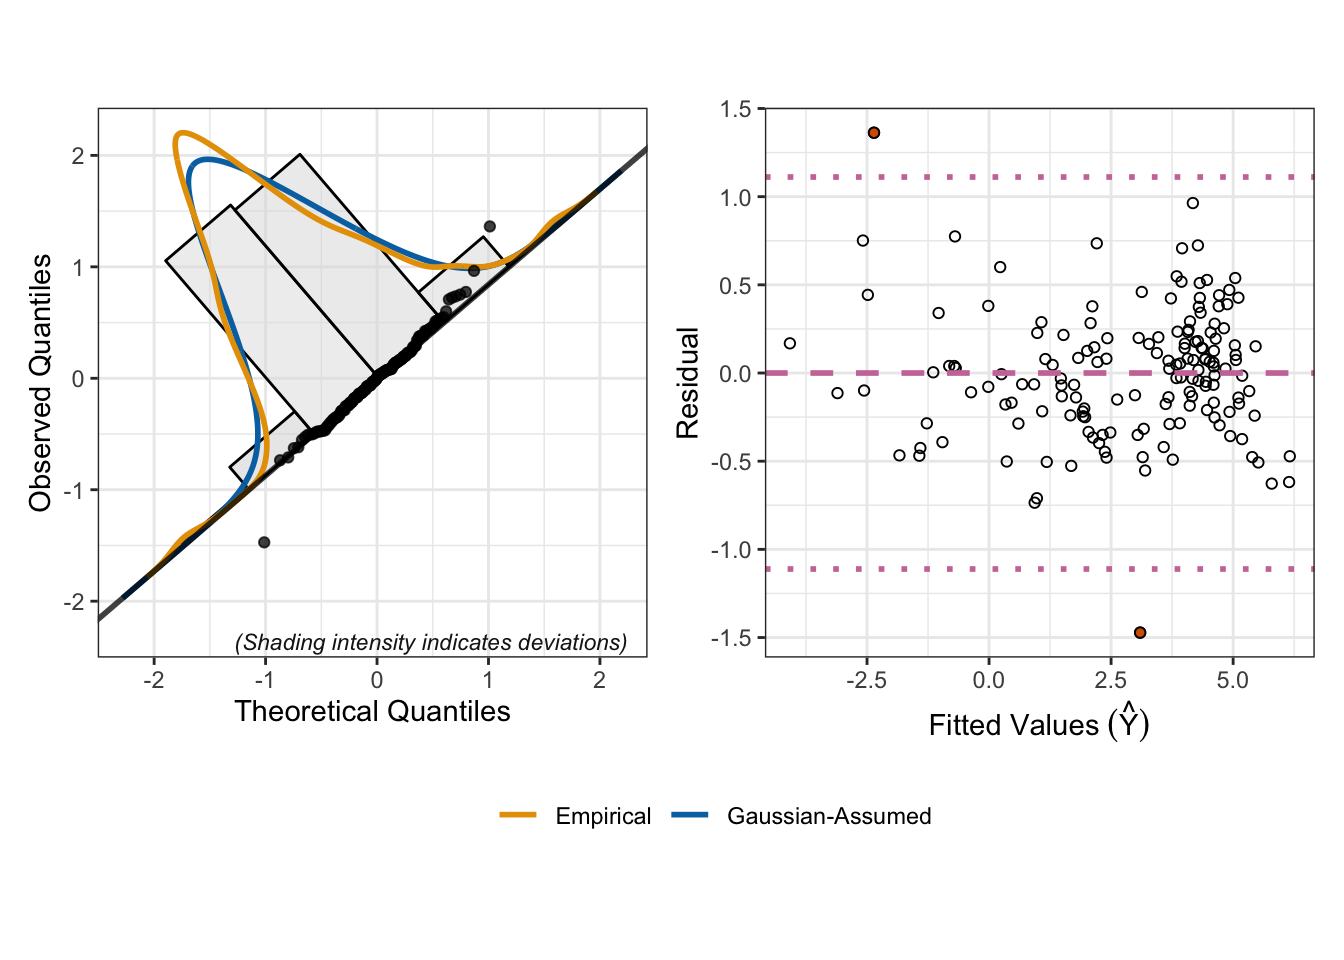 2
1
0
-1
-2
Observed Quantiles
(Shading intensity indicates deviations)
-2 -1 0 1 2
Theoretical Quantiles
1.5
1.0
0.5
0.0
-0.5
-1.0
-1.5
Residual
-2.5 0.0 2.5 5.0
Fitted Values (Ŷ)
Empirical Gaussian-Assumed